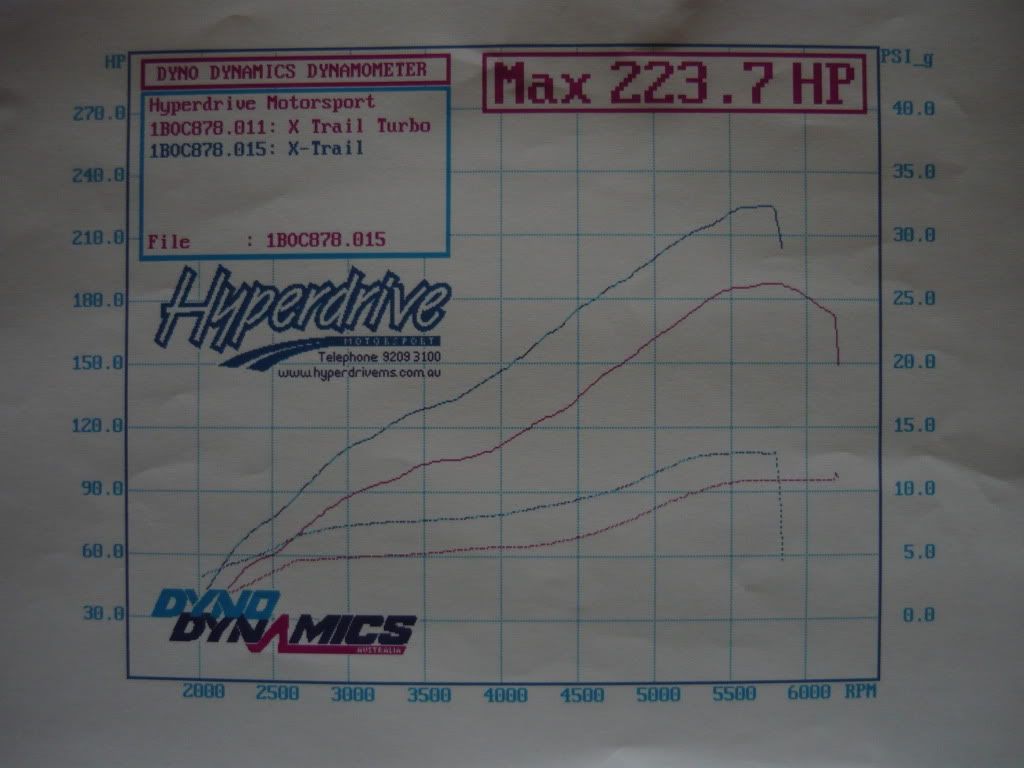 HP
PSI_g
DYNO DYNAMICS DYNAMOMETER
Max 223.7 HP
Hyperdrive Motorsport
1BOC878.011: X Trail Turbo
1BOC878.015: X-Trail
File : 1BOC878.015
270.0
240.0
210.0
180.0
150.0
120.0
90.0
60.0
30.0
40.0
35.0
30.0
25.0
20.0
15.0
10.0
5.0
0.0
Hyperdrive
MOTORSPORT
Telephone 9209 3100
www.hyperdrivems.com.au
DYNO
DYNAMICS
AUSTRALIA
2000 2500 3000 3500 4000 4500 5000 5500 6000 RPM